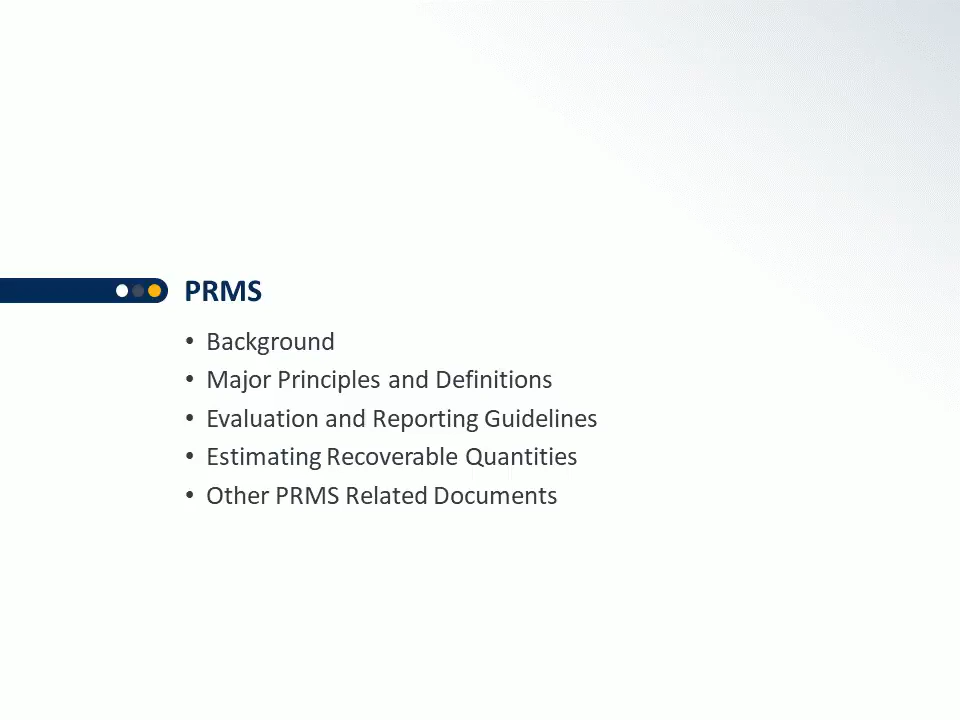 PRMS
• Background
• Major Principles and Definitions
• Evaluation and Reporting Guidelines
• Estimating Recoverable Quantities
• Other PRMS Related Documents